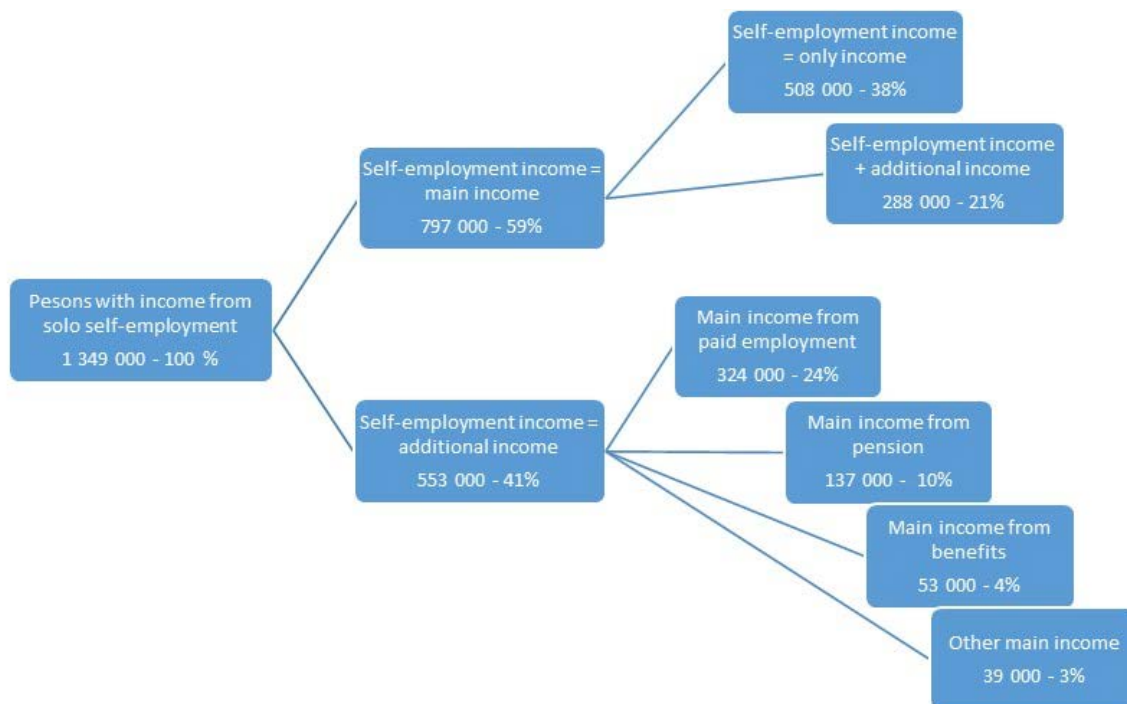 Self-employment income
= only income
508 000 - 38%
Self-employment income
+ additional income
288 000 - 21%
Self-employment income =
main income
797 000 - 59%
Pesons with income from
solo self-employment
1 349 000 - 100 %
Main income from
paid employment
324 000 - 24%
Self-employment income =
additional income
553 000 - 41%
Main income from
pension
137 000 - 10%
Main income from
benefits
53 000 - 4%
Other main income
39 000 - 3%